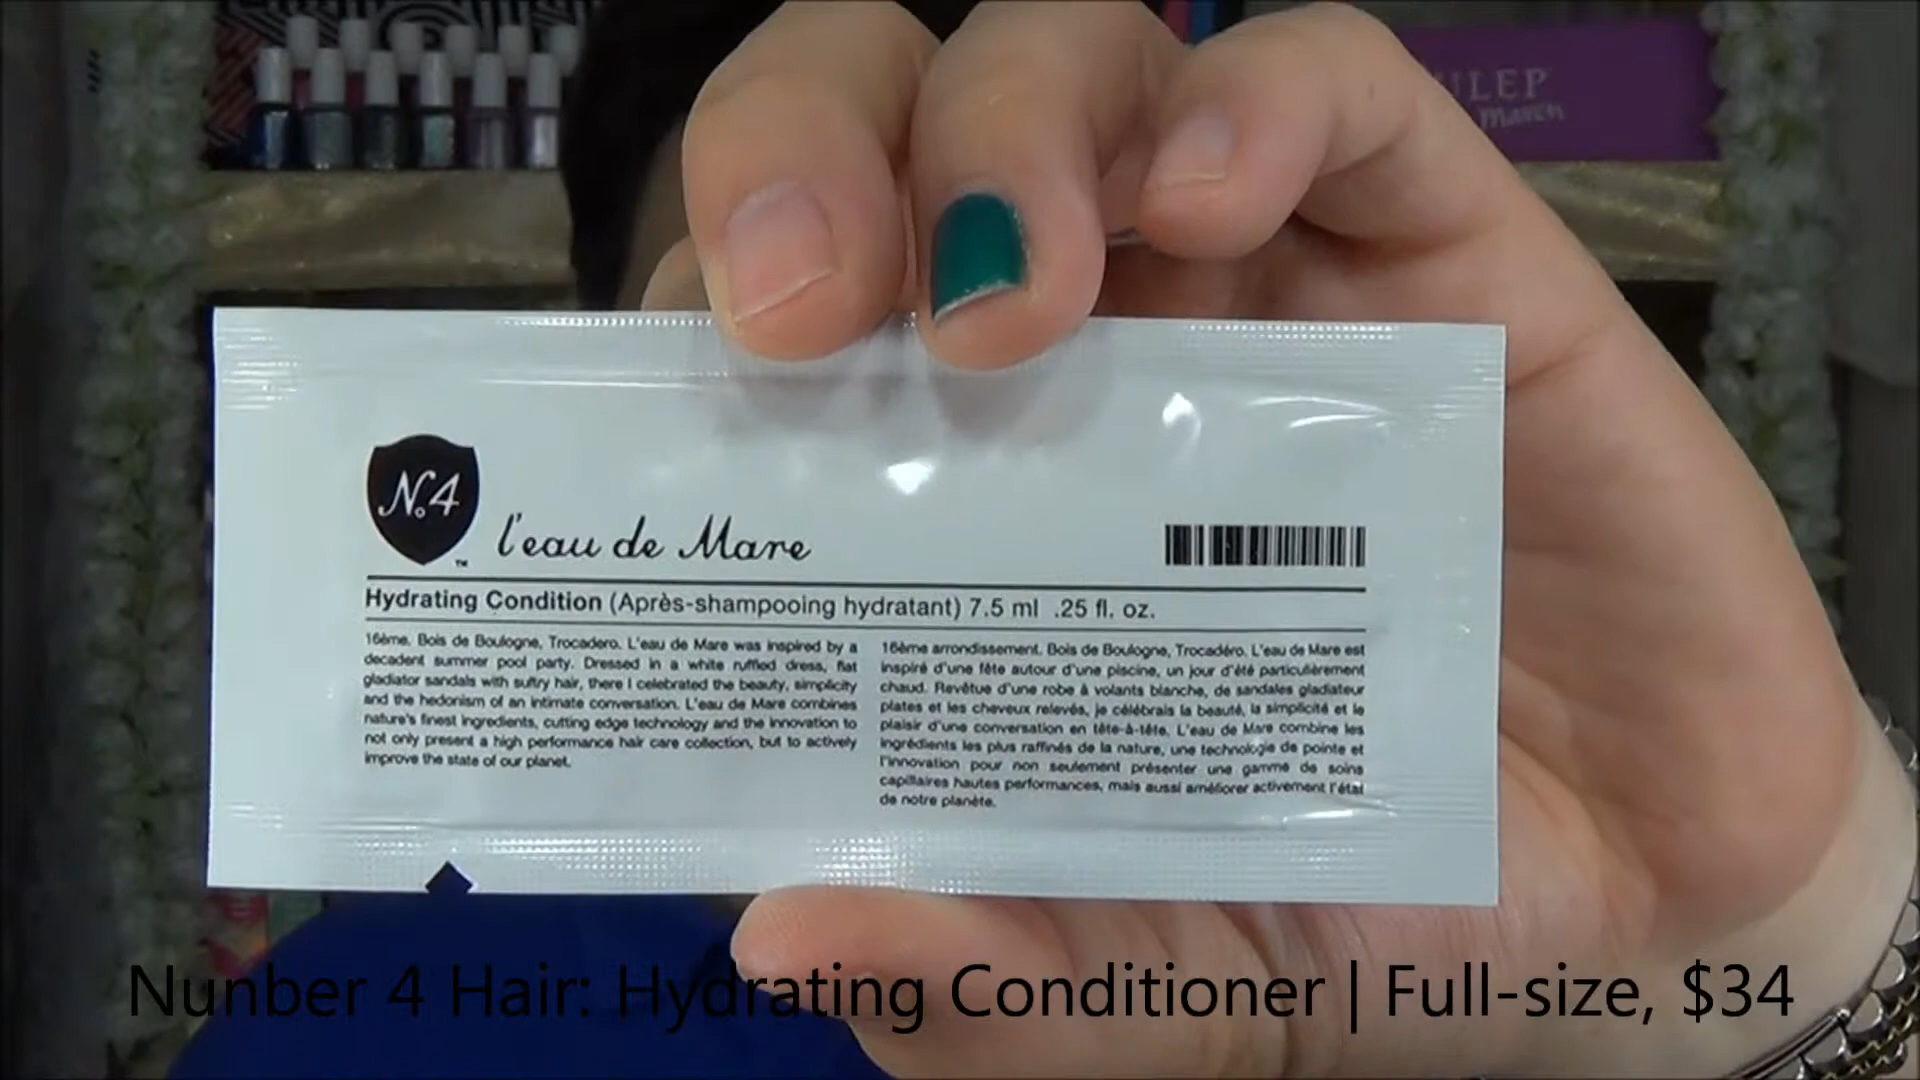 ULEP
Maven
No4
TM
l'eau de Mare
Hydrating Condition (Après-shampooing hydratant) 7.5 ml .25 fl. oz.
16ème. Bois de Boulogne, Trocadero. L'eau de Mare was inspired by a
decadent summer pool party. Dressed in a white ruffled dress, flat
gladiator sandals with sultry hair, there I celebrated the beauty, simplicity
and the hedonism of an intimate conversation. L'eau de Mare combines
nature's finest ingredients, cutting edge technology and the innovation to
not only present a high performance hair care collection, but to actively
improve the state of our planet.
16ème arrondissement. Bois de Boulogne, Trocadéro. L'eau de Mare est
inspiré d'une fête autour d'une piscine, un jour d'été particulièrement
chaud. Revêtue d'une robe à volants blanche, de sandales gladiateur
plates et les cheveux relevés, je célébrais la beauté, la simplicité et le
plaisir d'une conversation en tête-à-tête. L'eau de Mare combine les
ingrédients les plus raffinés de la nature, une technologie de pointe et
l'innovation pour non seulement présenter une gamme de soins
capillaires hautes performances, mais aussi améliorer activement l'état
de notre planète.
Nunber 4 Hair: Hydrating Conditioner | Full-size, $34